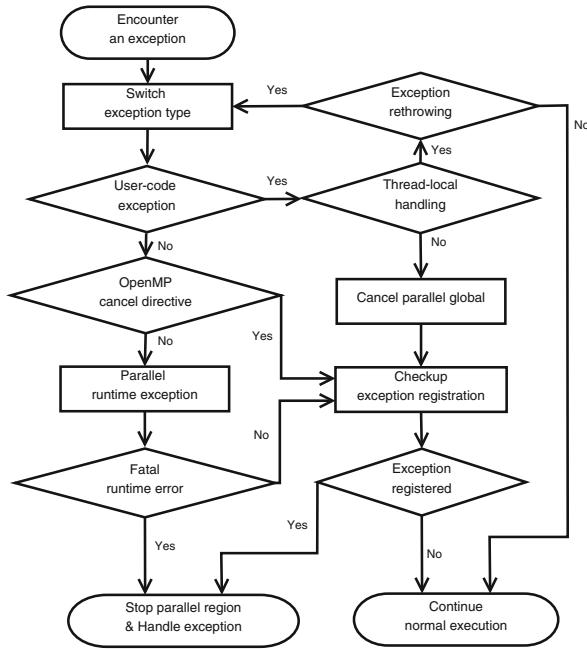 Encounter
an exception
Switch
exception type
Yes
Exception
rethrowing
No
Yes
User-code
exception
Yes
Thread-local
handling
No
No
OpenMP
cancel directive
Cancel parallel global
No
Yes
Parallel
runtime exception
Checkup
exception registration
No
Fatal
runtime error
Exception
registered
Yes
Yes
No
Stop parallel region
& Handle exception
Continue
normal execution